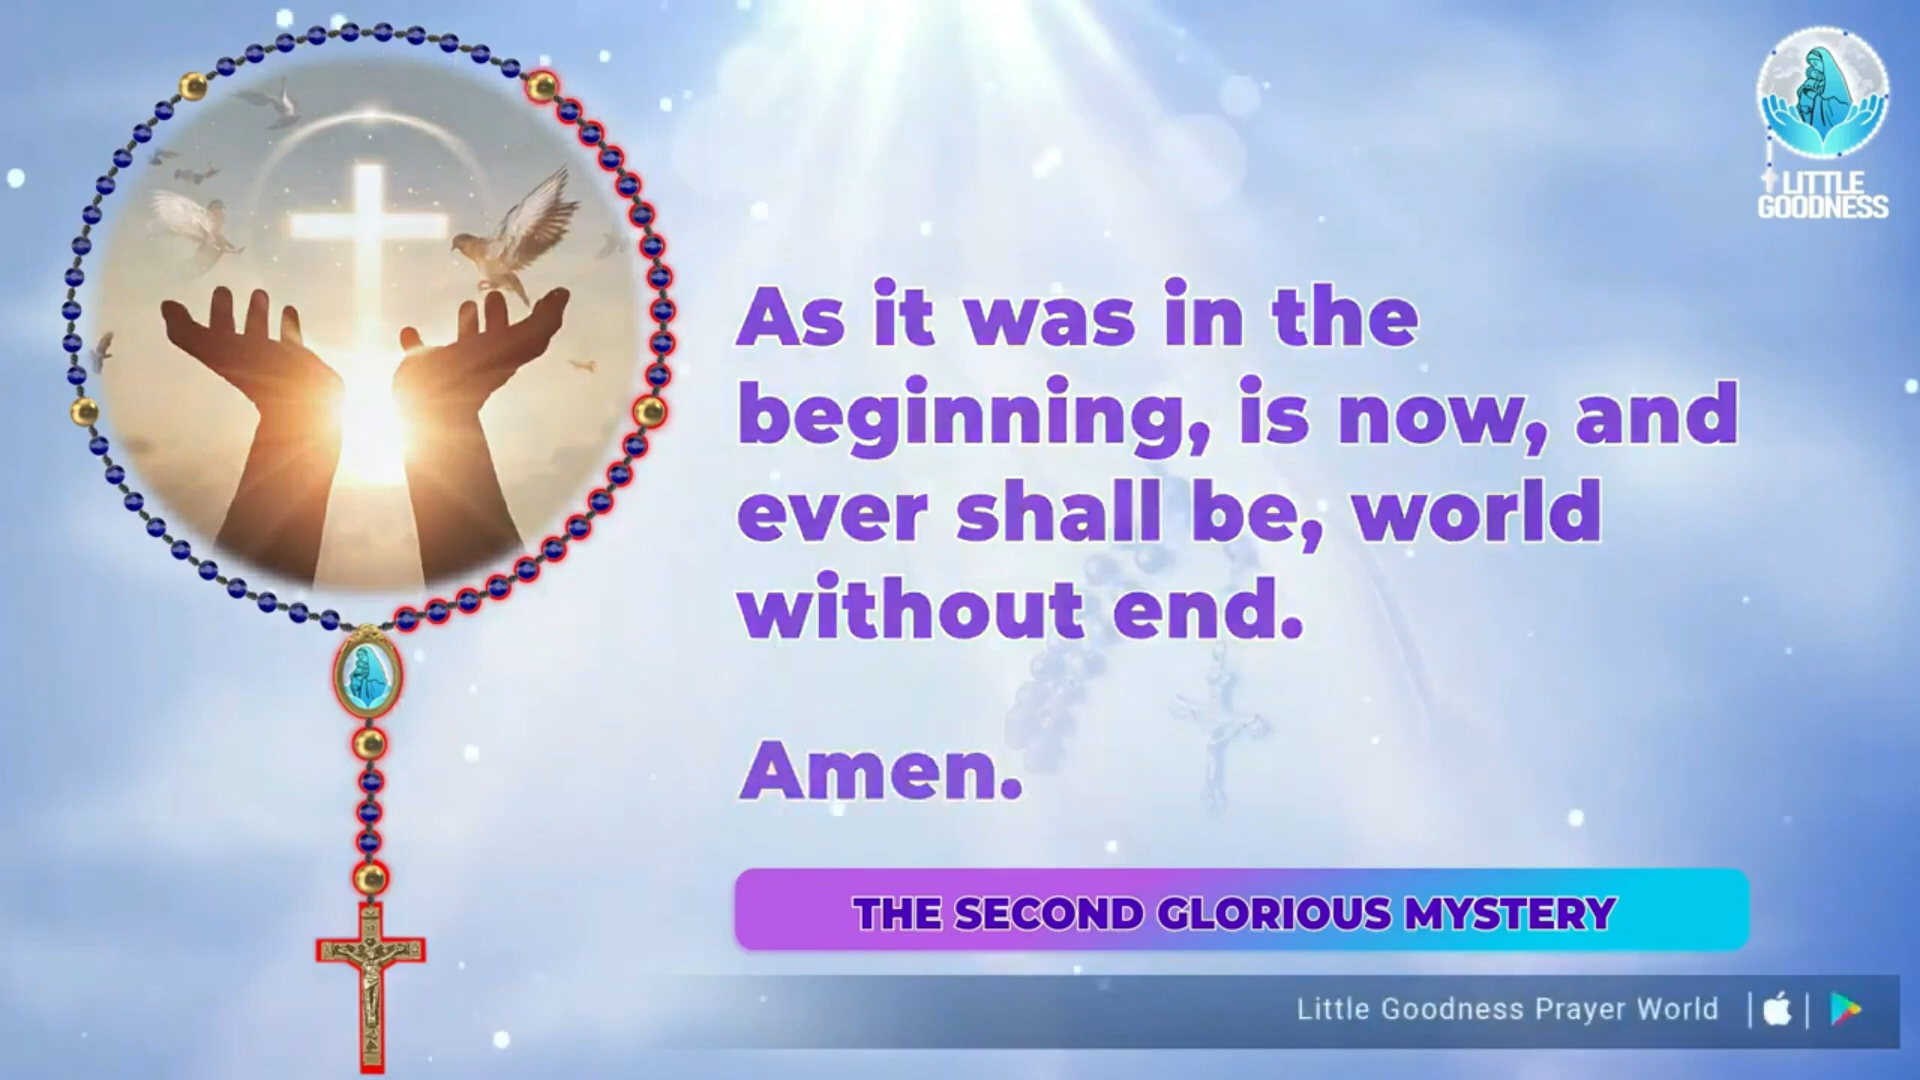 LITTLE
GOODNESS
As it was in the
beginning, is now, and
ever shall be, world
without end.
Amen.
THE SECOND GLORIOUS MYSTERY
Little Goodness Prayer World